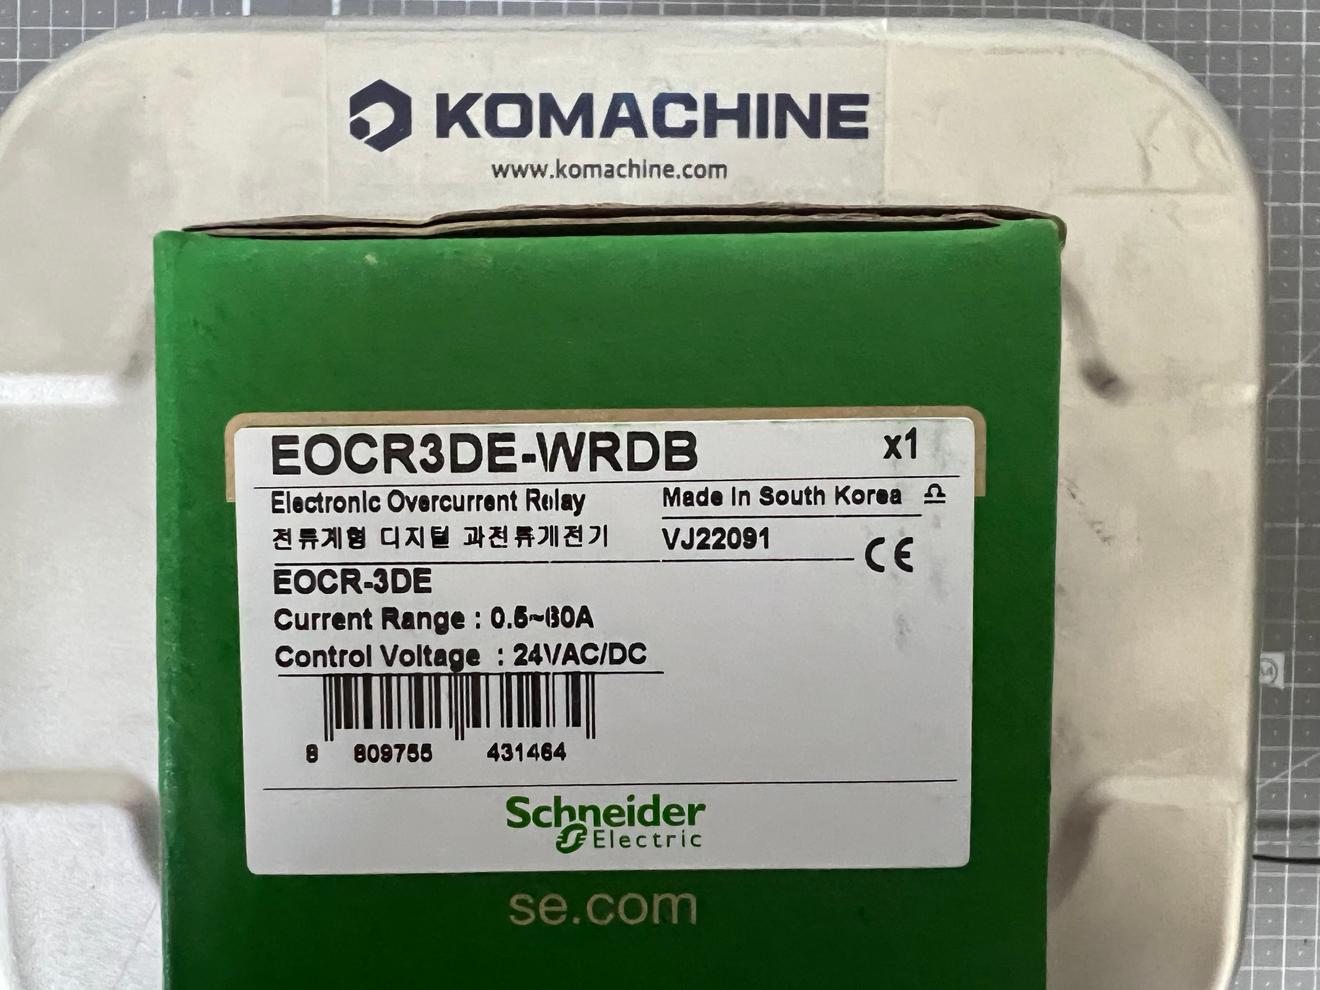 KOMACHINE
www.komachine.com
EOCR3DE-WRDB x1
Electronic Overcurrent Relay Made In South Korea
전류계형 디지털 과전류계전기 VJ22091 CE
EOCR-3DE
Current Range : 0.5~60A
Control Voltage : 24VAC/DC
8 809755 431464
Schneider
Electric
se.com